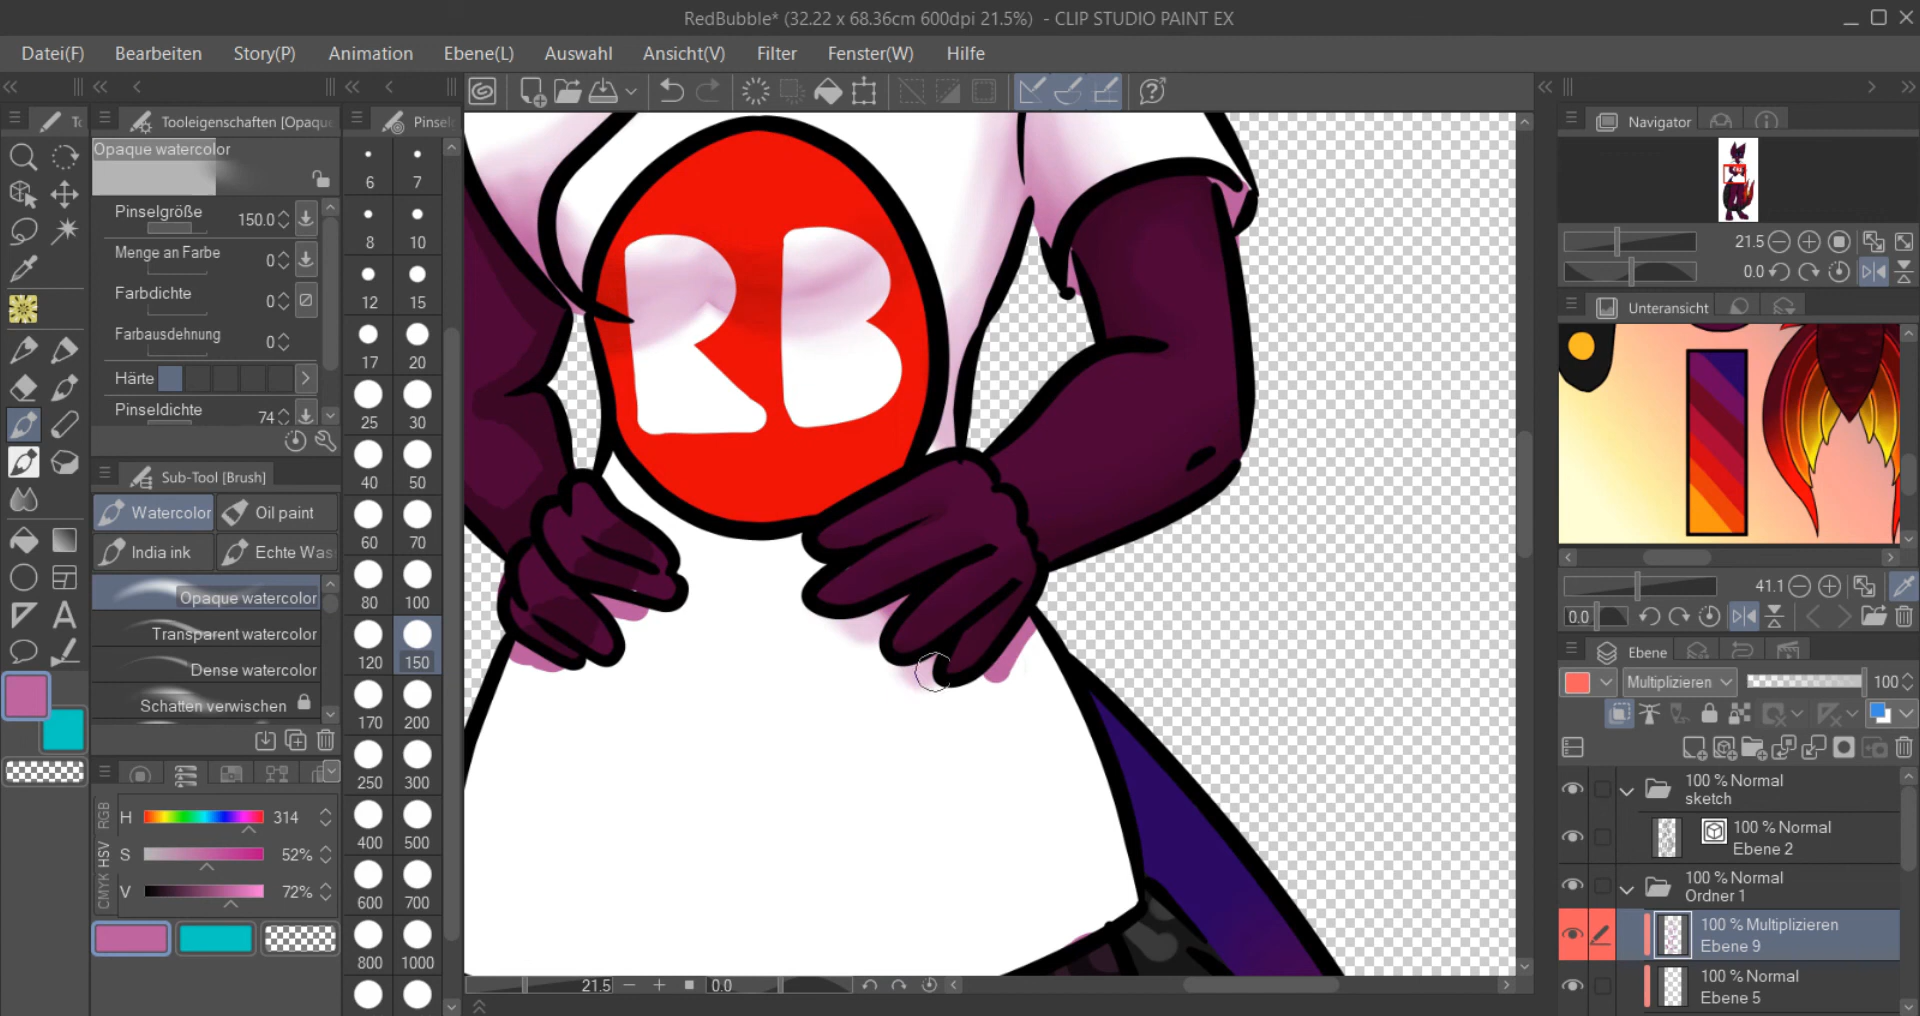 RedBubble* (32.22 x 68.36cm 600dpi 21.5%) - CLIP STUDIO PAINT EX
Datei(F) Bearbeiten Story(P) Animation Ebene(L) Auswahl Ansicht(V) Filter Fenster(W) Hilfe
Tooleigenschaften [Opaque
Opaque watercolor
Pinselgröße 150.0
Menge an Farbe 0
Farbdichte 0
Farbausdehnung 0
Härte
Pinseldichte 74
Sub-Tool [Brush]
Watercolor Oil paint
India ink Echte Was
Opaque watercolor
Transparent watercolor
Dense watercolor
Schatten verwischen
RGB
HSV
CMYK
H 314
S 52%
V 72%
Pinsel
6 7
8 10
12 15
17 20
25 30
40 50
60 70
80 100
120 150
170 200
250 300
400 500
600 700
800 1000
RB
21.5 0.0
Navigator
21.5
0.0
Unteransicht
41.1
0.0
Ebene
Multiplizieren 100
100 % Normal
sketch
100 % Normal
Ebene 2
100 % Normal
Ordner 1
100 % Multiplizieren
Ebene 9
100 % Normal
Ebene 5